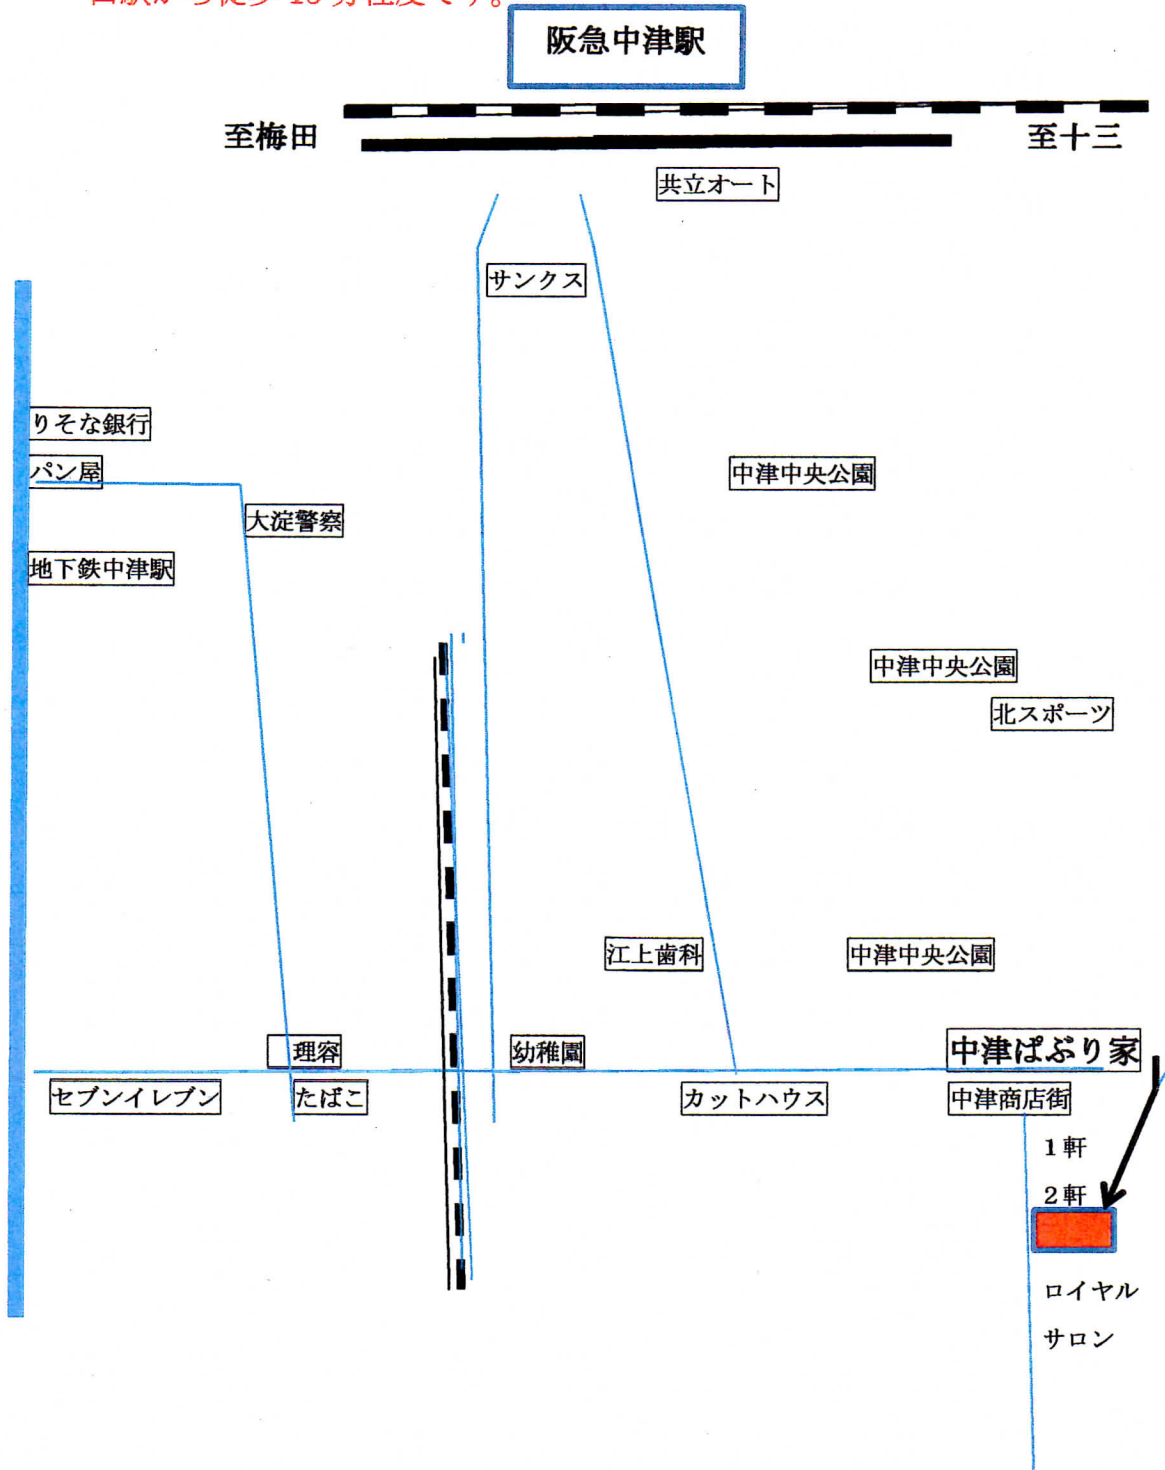 阪急中津駅
至梅田
至十三
共立オート
サンクス
りそな銀行
パン屋
中津中央公園
大淀警察
地下鉄中津駅
中津中央公園
北スポーツ
江上歯科
中津中央公園
理容
幼稚園
中津ぱぶり家
セブンイレブン
たばこ
カットハウス
中津商店街
1軒
2軒
ロイヤル
サロン